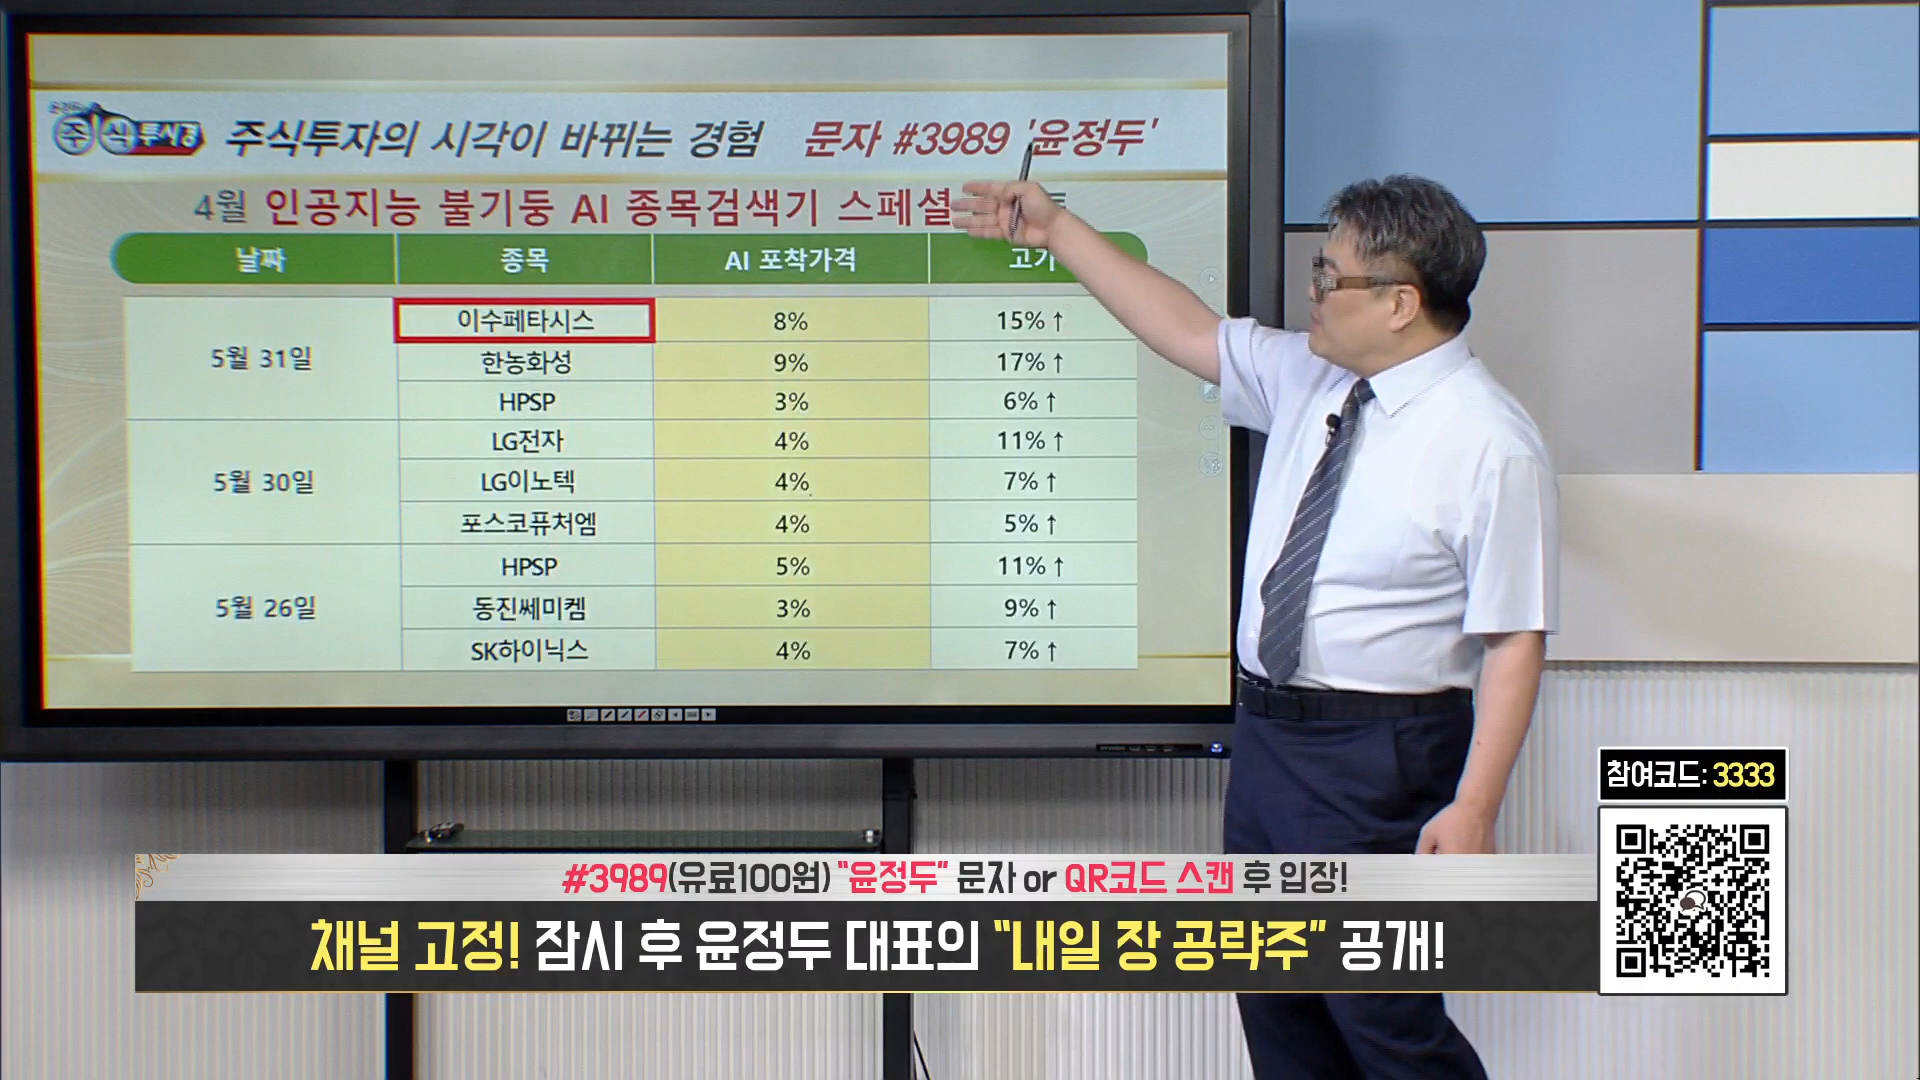 주식투시경
주식투자의 시각이 바뀌는 경험 문자 #3989 '윤정두'
4월 인공지능 불기둥 AI 종목검색기 스페셜
날짜 종목 AI 포착가격 고가
5월 31일
이수페타시스 8% 15%↑
한농화성 9% 17%↑
HPSP 3% 6%↑
5월 30일
LG전자 4% 11%↑
LG이노텍 4% 7%↑
포스코퓨처엠 4% 5%↑
5월 26일
HPSP 5% 11%↑
동진쎄미켐 3% 9%↑
SK하이닉스 4% 7%↑
참여코드: 3333
#3989(유료100원) "윤정두" 문자 or QR코드 스캔 후 입장!
채널 고정! 잠시 후 윤정두 대표의 "내일 장 공략주" 공개!